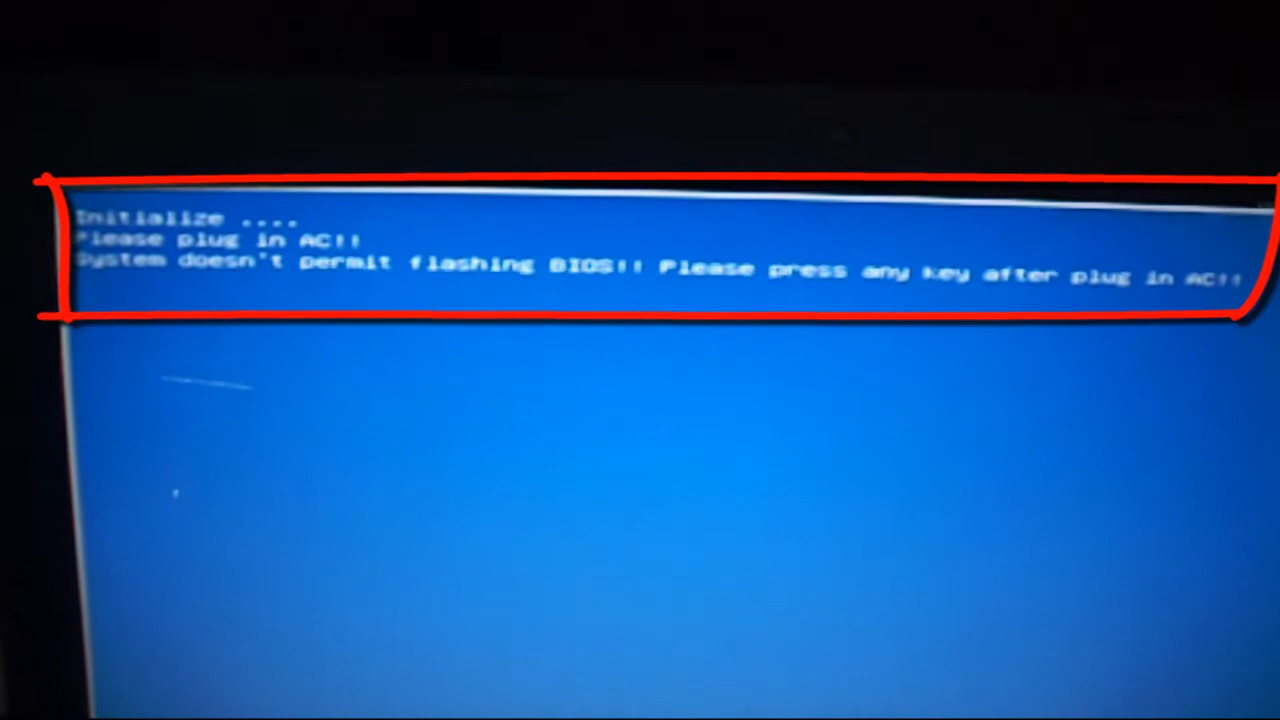 Initialize ....
Please plug in AC!!
System doesn't permit flashing BIOS!! Please press any key after plug in AC!!